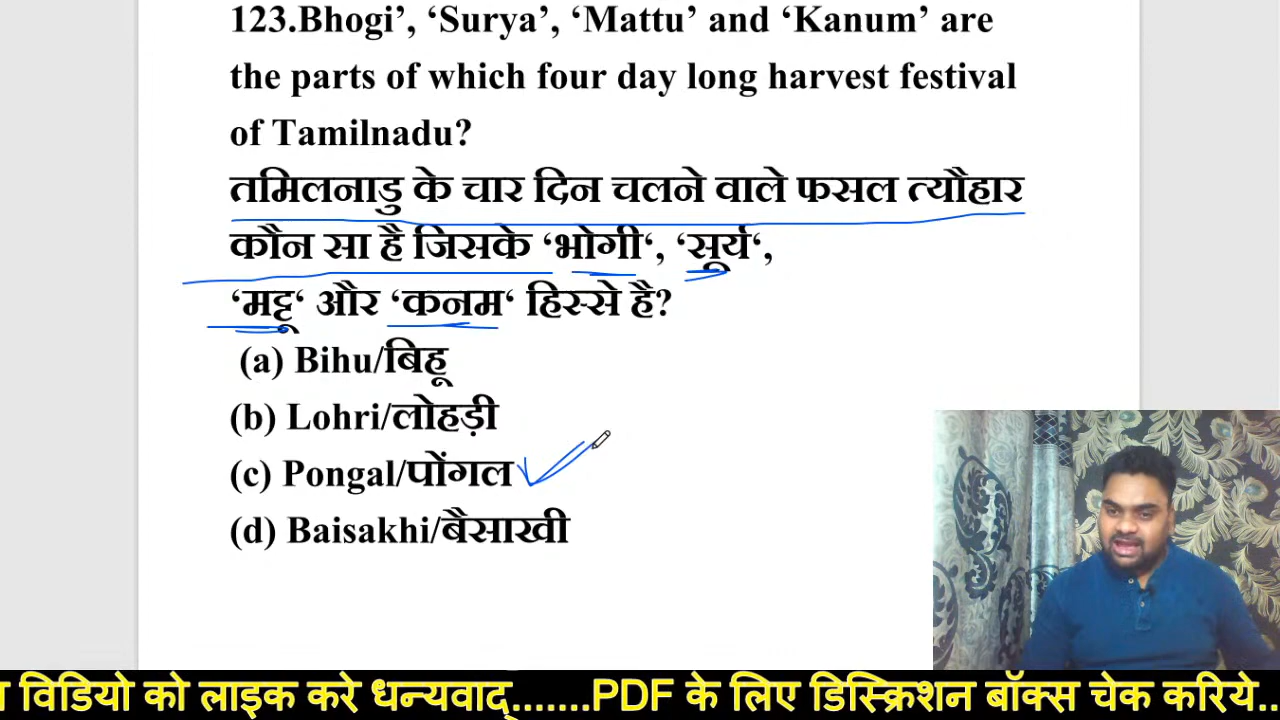 123.Bhogi’, ‘Surya’, ‘Mattu’ and ‘Kanum’ are
the parts of which four day long harvest festival
of Tamilnadu?
तमिलनाडु के चार दिन चलने वाले फसल त्यौहार
कौन सा है जिसके ‘भोगी‘, ‘सूर्य‘,
‘मट्टू‘ और ‘कनम‘ हिस्से है?
(a) Bihu/बिहू
(b) Lohri/लोहड़ी
(c) Pongal/पोंगल
(d) Baisakhi/बैसाखी
विडियो को लाइक करे धन्यवाद्.......PDF के लिए डिस्क्रिशन बॉक्स चेक करिये..